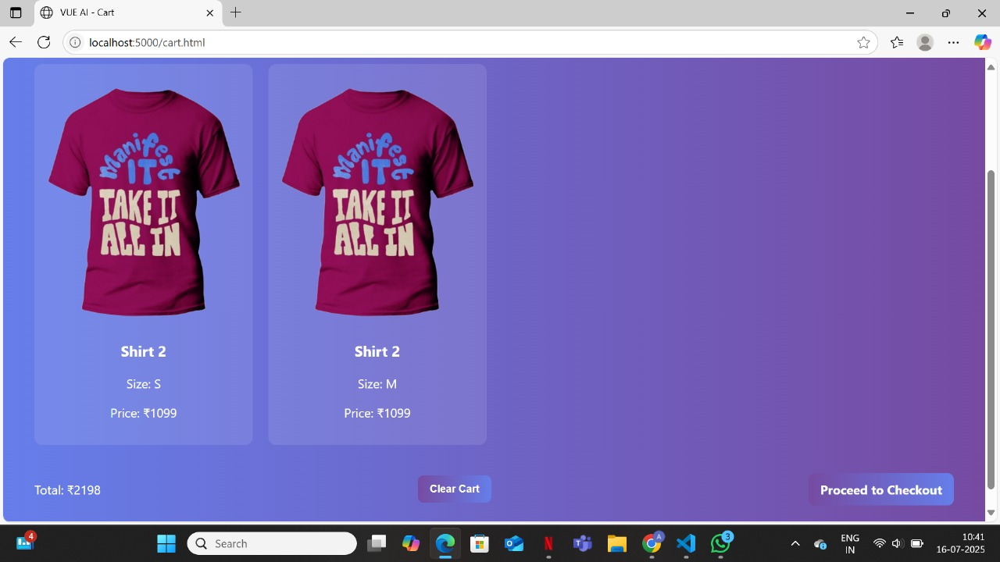 VUE AI - Cart
localhost:5000/cart.html
Manifest
IT
TAKE IT
ALL IN
Manifest
IT
TAKE IT
ALL IN
Shirt 2
Shirt 2
Size: S
Size: M
Price: ₹1099
Price: ₹1099
Total: ₹2198
Clear Cart
Proceed to Checkout
4
Search
A
3
ENG
IN
10:41
16-07-2025